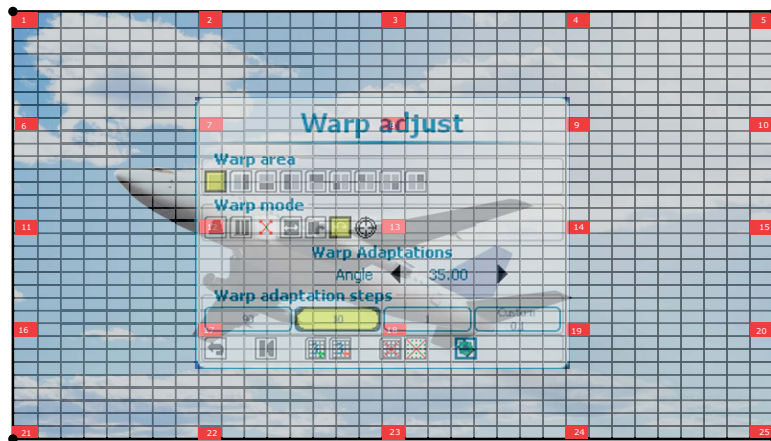 1 2 3 4 5
Warp adjust
6 7 9 10
Warp area
Warp mode
11 12 13 14 15
Warp Adaptations
Angle 35.00
Warp adaptation steps
90 10 1 Custom
0.1
16 17 18 19 20
21 22 23 24 25